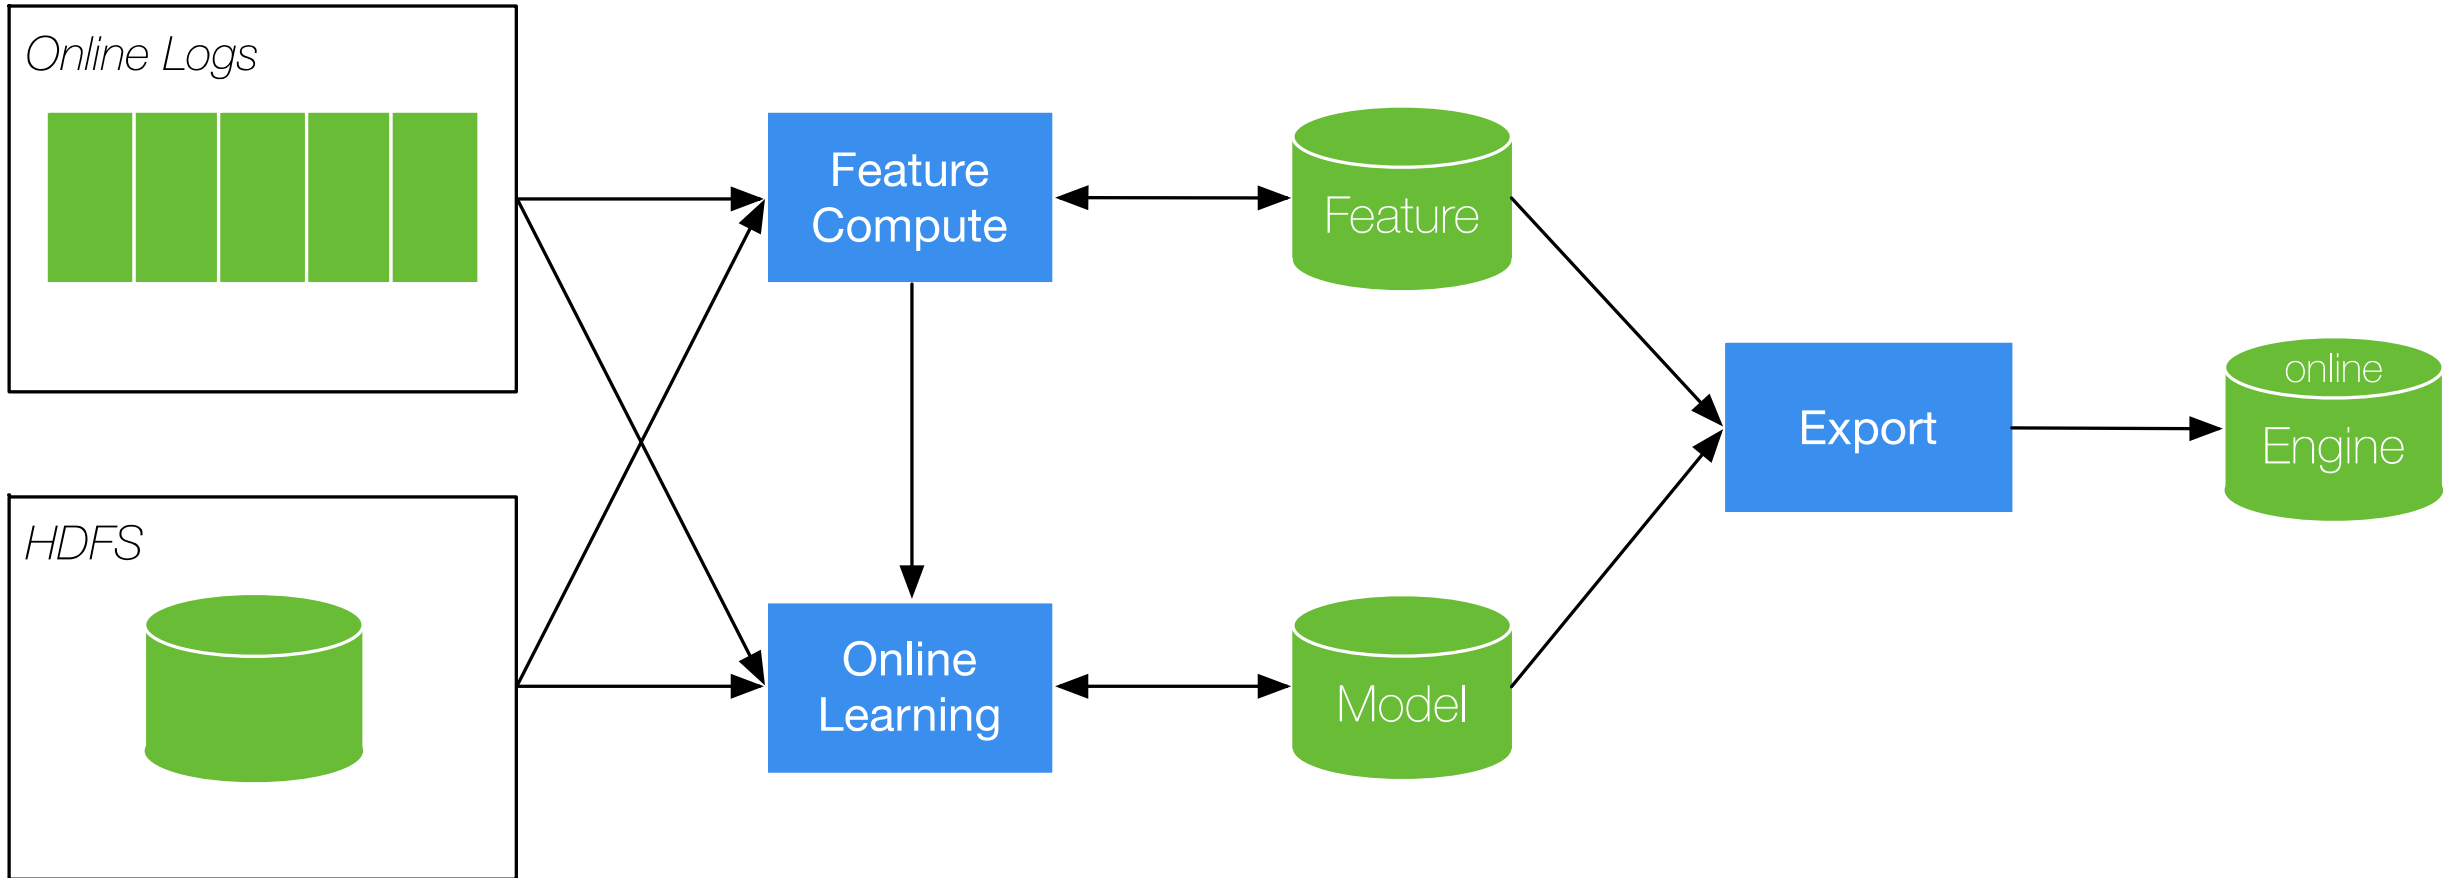 Online Logs
Feature
Compute
Feature
HDFS
Online
Learning
Model
Export
online
Engine